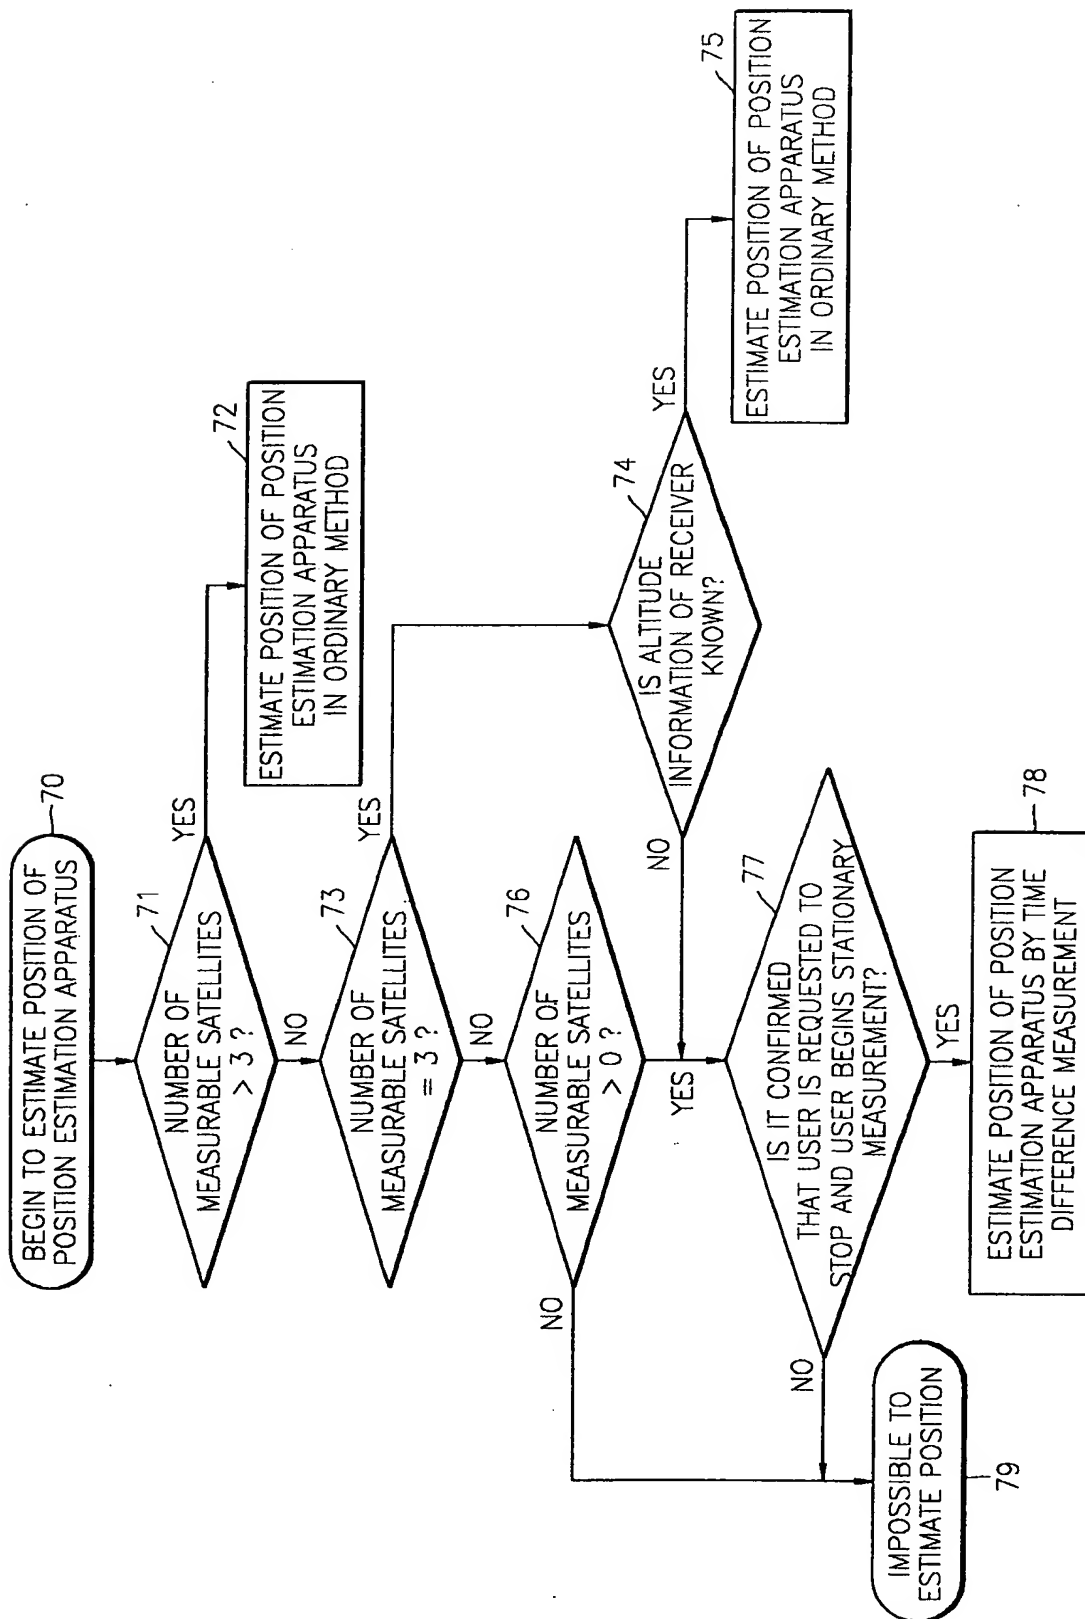 BEGIN TO ESTIMATE POSITION OF
POSITION ESTIMATION APPARATUS
70
NUMBER OF
MEASURABLE SATELLITES
> 3 ?
71
YES
NO
ESTIMATE POSITION OF POSITION
ESTIMATION APPARATUS
IN ORDINARY METHOD
72
NUMBER OF
MEASURABLE SATELLITES
= 3 ?
73
YES
NO
IS ALTITUDE
INFORMATION OF RECEIVER
KNOWN?
74
YES
NO
ESTIMATE POSITION OF POSITION
ESTIMATION APPARATUS
IN ORDINARY METHOD
75
NUMBER OF
MEASURABLE SATELLITES
> 0 ?
76
NO
YES
IS IT CONFIRMED
THAT USER IS REQUESTED TO
STOP AND USER BEGINS STATIONARY
MEASUREMENT?
77
NO
YES
ESTIMATE POSITION OF POSITION
ESTIMATION APPARATUS BY TIME
DIFFERENCE MEASUREMENT
78
IMPOSSIBLE TO
ESTIMATE POSITION
79